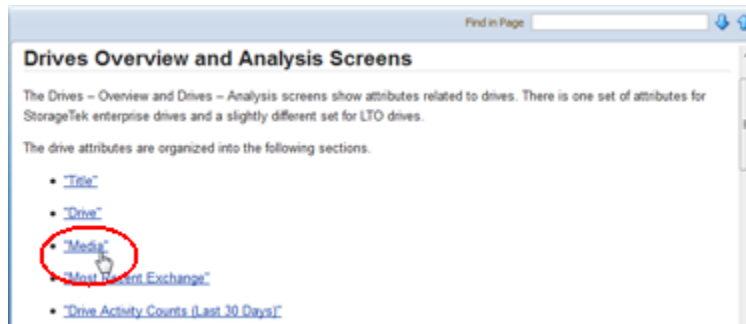 Find in Page
Drives Overview and Analysis Screens
The Drives – Overview and Drives – Analysis screens show attributes related to drives. There is one set of attributes for
StorageTek enterprise drives and a slightly different set for LTO drives.
The drive attributes are organized into the following sections.
• "Title"
• "Drive"
• "Media"
• "Most Recent Exchange"
• "Drive Activity Counts (Last 30 Days)"